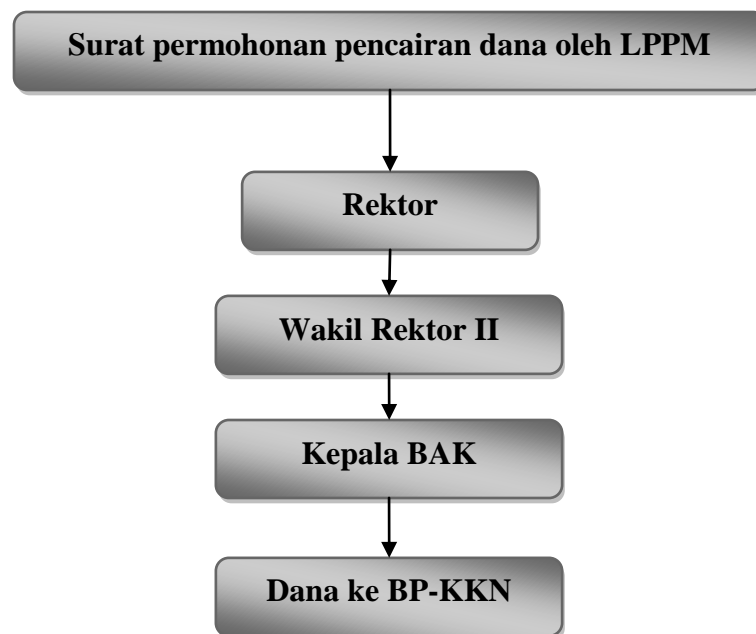 Surat permohonan pencairan dana oleh LPPM
Rektor
Wakil Rektor II
Kepala BAK
Dana ke BP-KKN